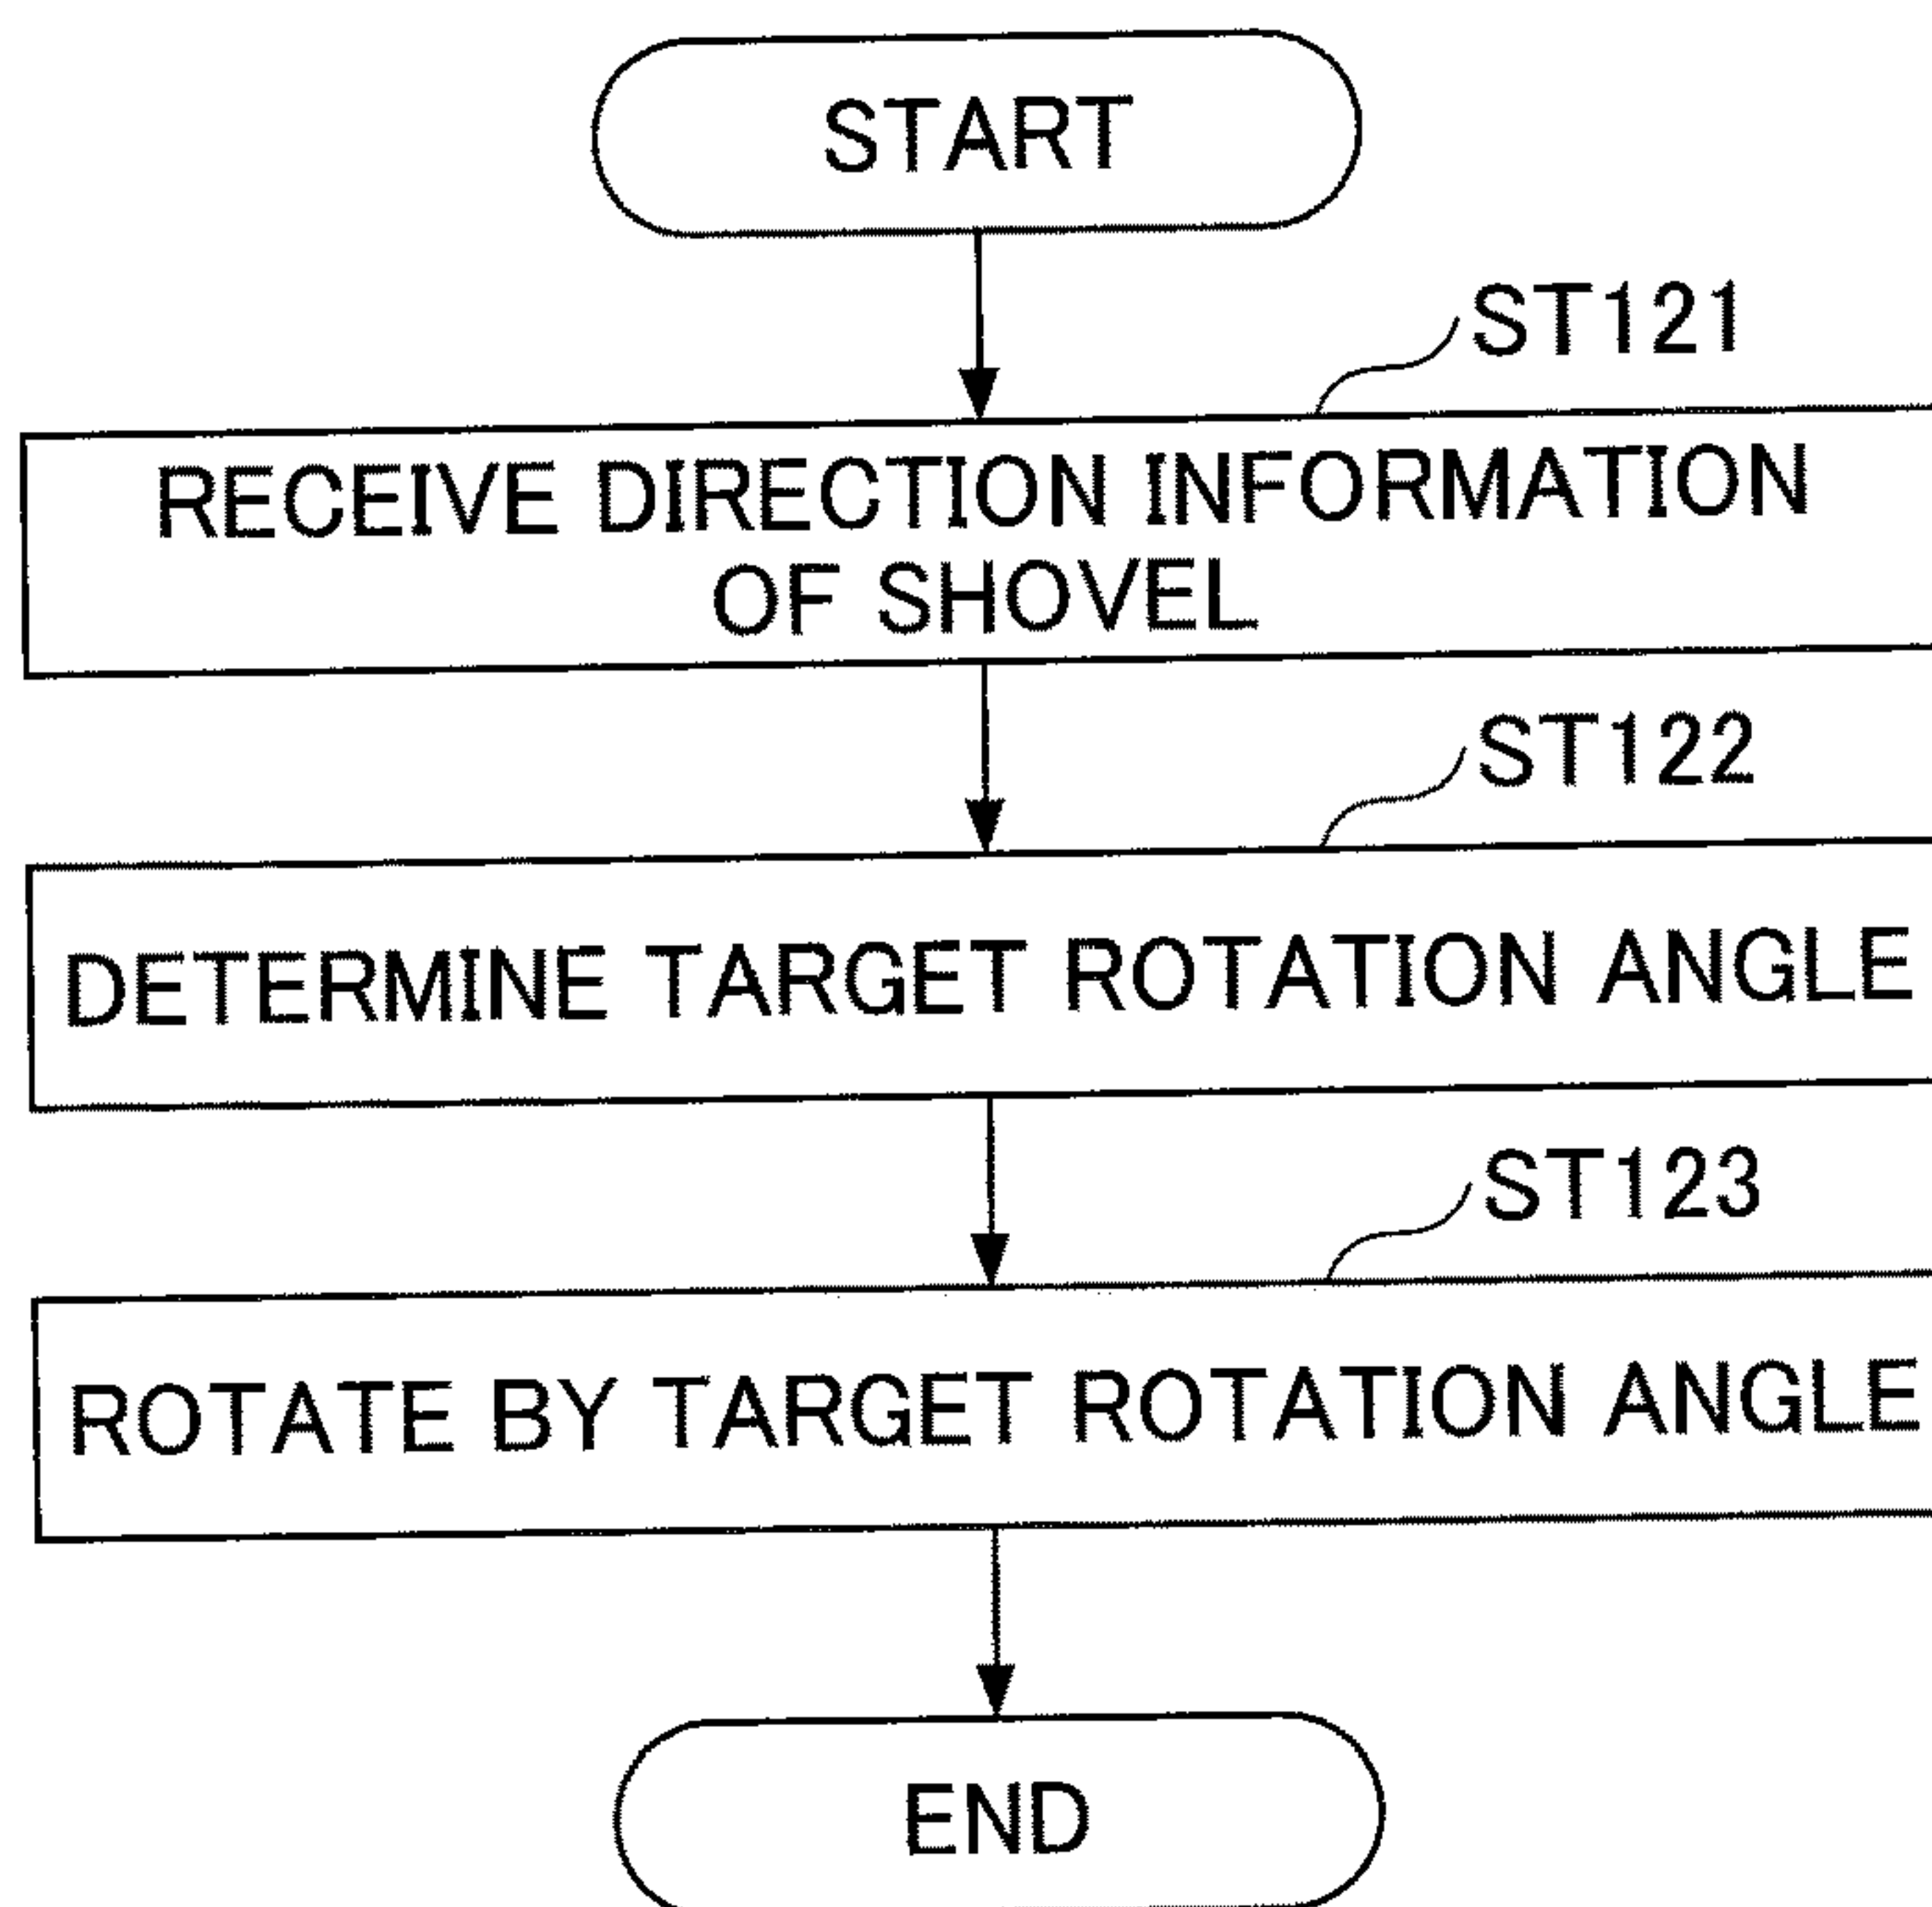 START
ST121
RECEIVE DIRECTION INFORMATION
OF SHOVEL
ST122
DETERMINE TARGET ROTATION ANGLE
ST123
ROTATE BY TARGET ROTATION ANGLE
END